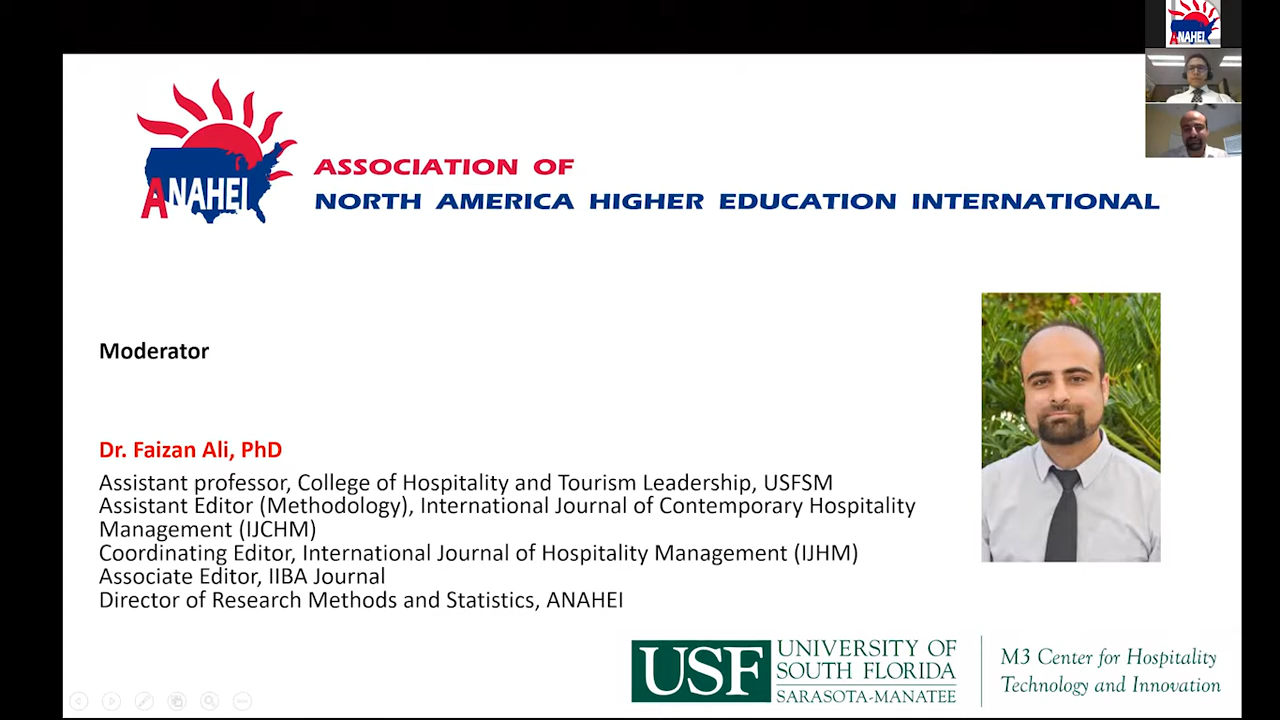 ANAHEI
ANAHEI
ASSOCIATION OF
NORTH AMERICA HIGHER EDUCATION INTERNATIONAL
Moderator
Dr. Faizan Ali, PhD
Assistant professor, College of Hospitality and Tourism Leadership, USFSM
Assistant Editor (Methodology), International Journal of Contemporary Hospitality
Management (IJCHM)
Coordinating Editor, International Journal of Hospitality Management (IJHM)
Associate Editor, IIBA Journal
Director of Research Methods and Statistics, ANAHEI
USF
UNIVERSITY OF
SOUTH FLORIDA
SARASOTA-MANATEE
M3 Center for Hospitality
Technology and Innovation